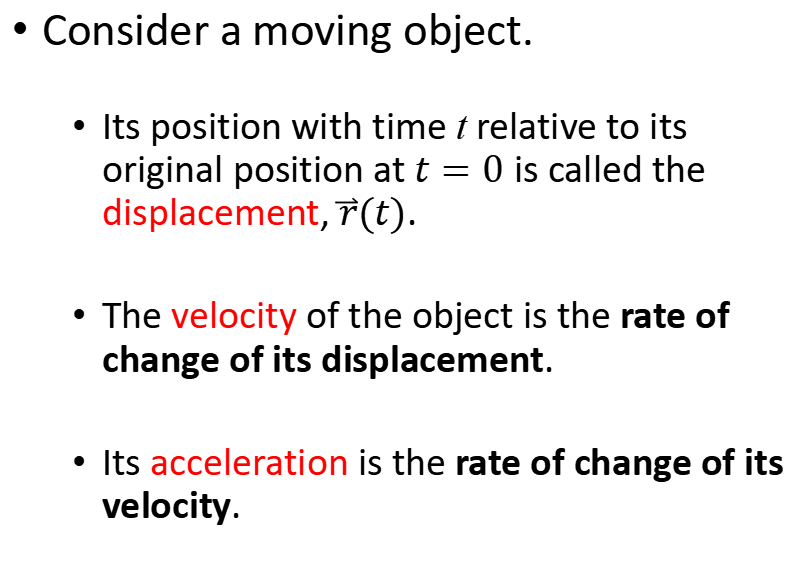 • Consider a moving object.
• Its position with time t relative to its
original position at t = 0 is called the
displacement, r⃗(t).
• The velocity of the object is the rate of
change of its displacement.
• Its acceleration is the rate of change of its
velocity.